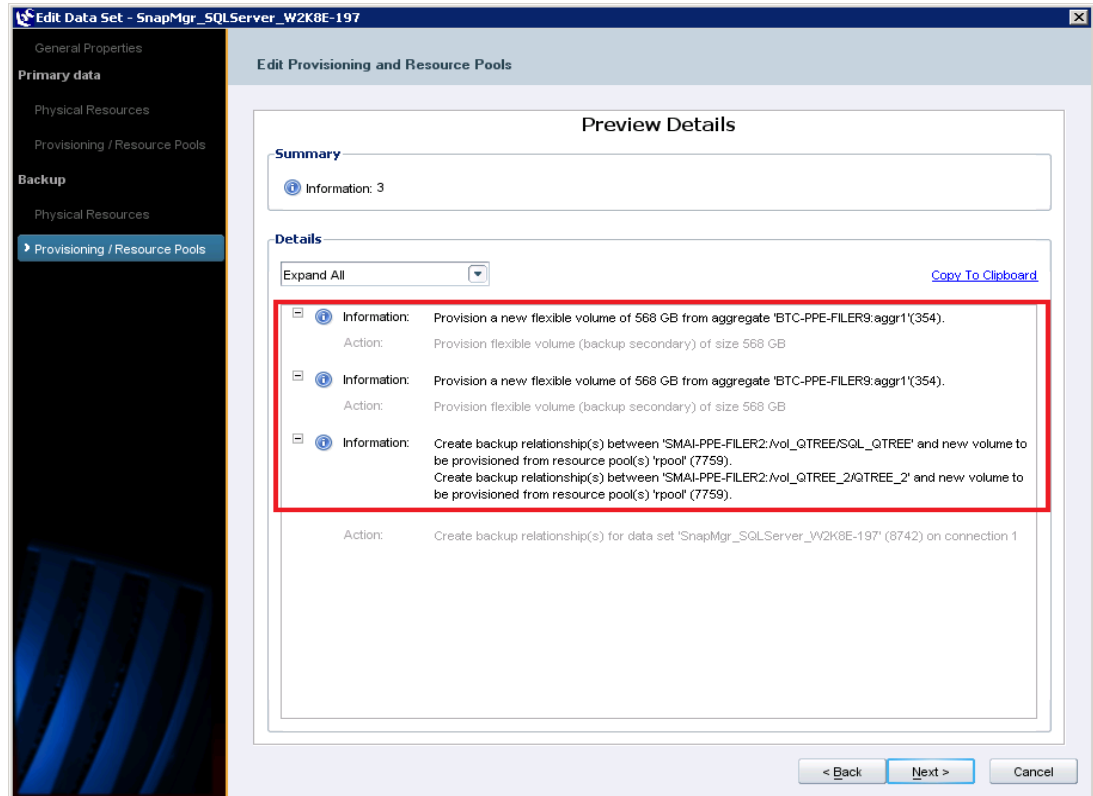 Edit Data Set - SnapMgr_SQLServer_W2K8E-197
General Properties
Primary data
Physical Resources
Provisioning / Resource Pools
Backup
Physical Resources
Provisioning / Resource Pools
Edit Provisioning and Resource Pools
Preview Details
Summary
Information: 3
Details
Expand All
Copy To Clipboard
Information: Provision a new flexible volume of 568 GB from aggregate 'BTC-PPE-FILER9:aggr1'(354).
Action: Provision flexible volume (backup secondary) of size 568 GB
Information: Provision a new flexible volume of 568 GB from aggregate 'BTC-PPE-FILER9:aggr1'(354).
Action: Provision flexible volume (backup secondary) of size 568 GB
Information: Create backup relationship(s) between 'SMAI-PPE-FILER2:/vol_QTREE/SQL_QTREE' and new volume to
be provisioned from resource pool(s) 'rpool' (7759).
Create backup relationship(s) between 'SMAI-PPE-FILER2:/vol_QTREE_2/QTREE_2' and new volume to
be provisioned from resource pool(s) 'rpool' (7759).
Action: Create backup relationship(s) for data set 'SnapMgr_SQLServer_W2K8E-197' (8742) on connection 1
< Back
Next >
Cancel